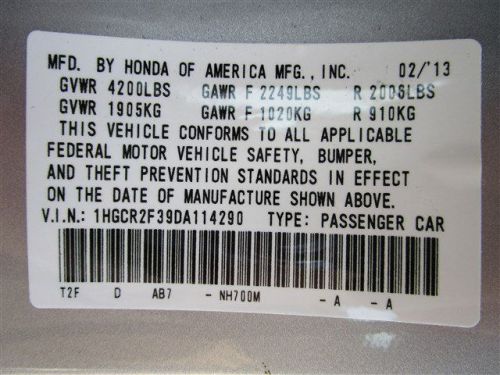 MFD. BY HONDA OF AMERICA MFG., INC. 02/'13
GVWR 4200LBS GAWR F 2249LBS R 2006LBS
GVWR 1905KG GAWR F 1020KG R 910KG
THIS VEHICLE CONFORMS TO ALL APPLICABLE
FEDERAL MOTOR VEHICLE SAFETY, BUMPER,
AND THEFT PREVENTION STANDARDS IN EFFECT
ON THE DATE OF MANUFACTURE SHOWN ABOVE.
V.I.N.: 1HGCR2F39DA114290 TYPE: PASSENGER CAR
T2F D AB7 - NH700M - A - A